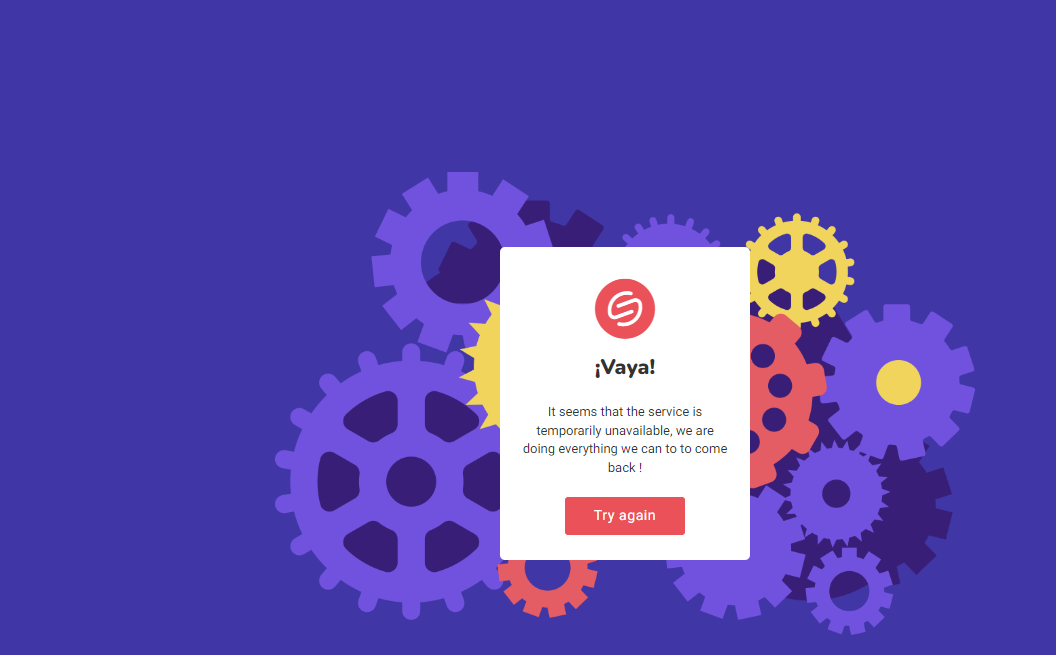 ¡Vaya!
It seems that the service is
temporarily unavailable, we are
doing everything we can to to come
back !
Try again